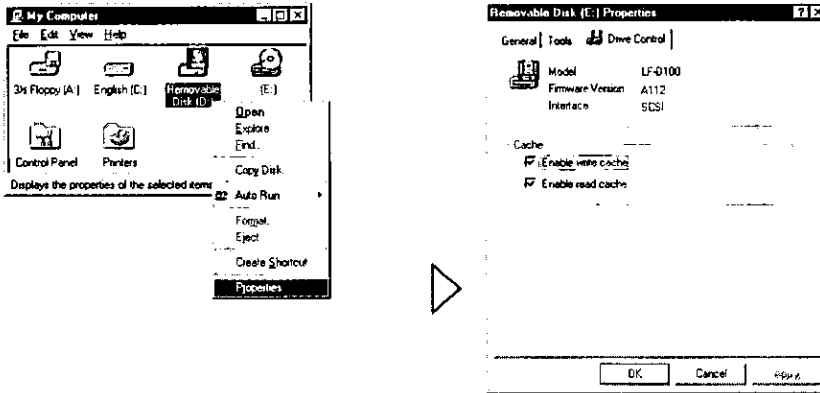 My Computer
File Edit View Help
3½ Floppy (A:) English (C:) Removable Disk (D: (E:)
Control Panel Printers
Displays the properties of the selected items
Open
Explore
Find..
Copy Disk.
Auto Run
Format.
Eject
Create Shortcut
Properties
Removable Disk (E:) Properties
General Tools Drive Control
Model LF-D100
Firmware Version A112
Interface SCSI
Cache
Enable write cache
Enable read cache
OK Cancel Apply